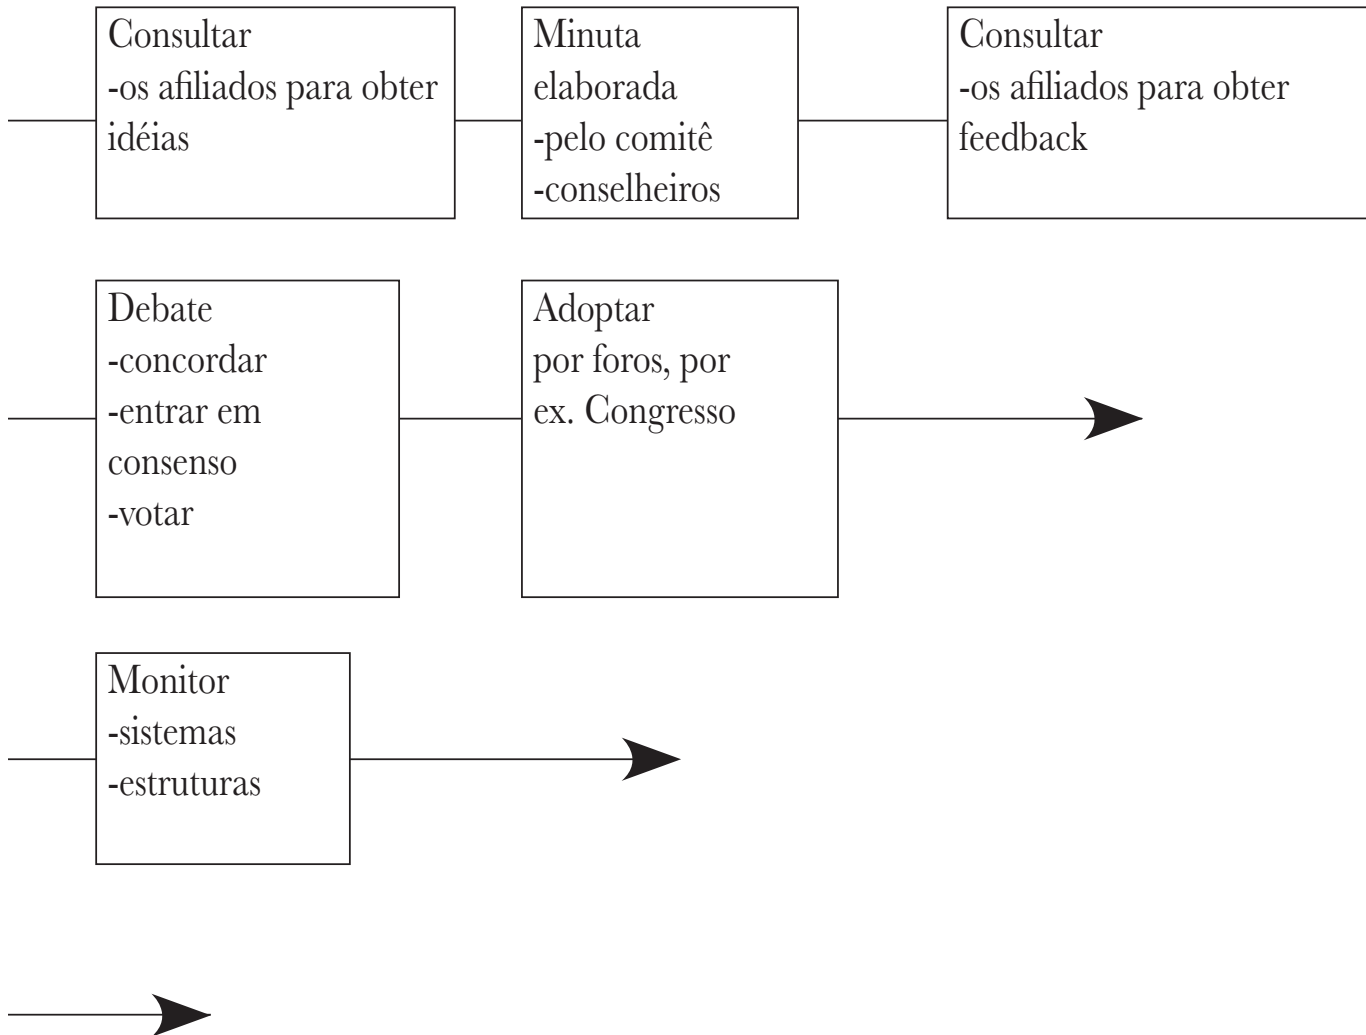 Consultar
-os afiliados para obter
idéias
Minuta
elaborada
-pelo comitê
-conselheiros
Consultar
-os afiliados para obter
feedback
Debate
-concordar
-entrar em
consenso
-votar
Adoptar
por foros, por
ex. Congresso
Monitor
-sistemas
-estruturas